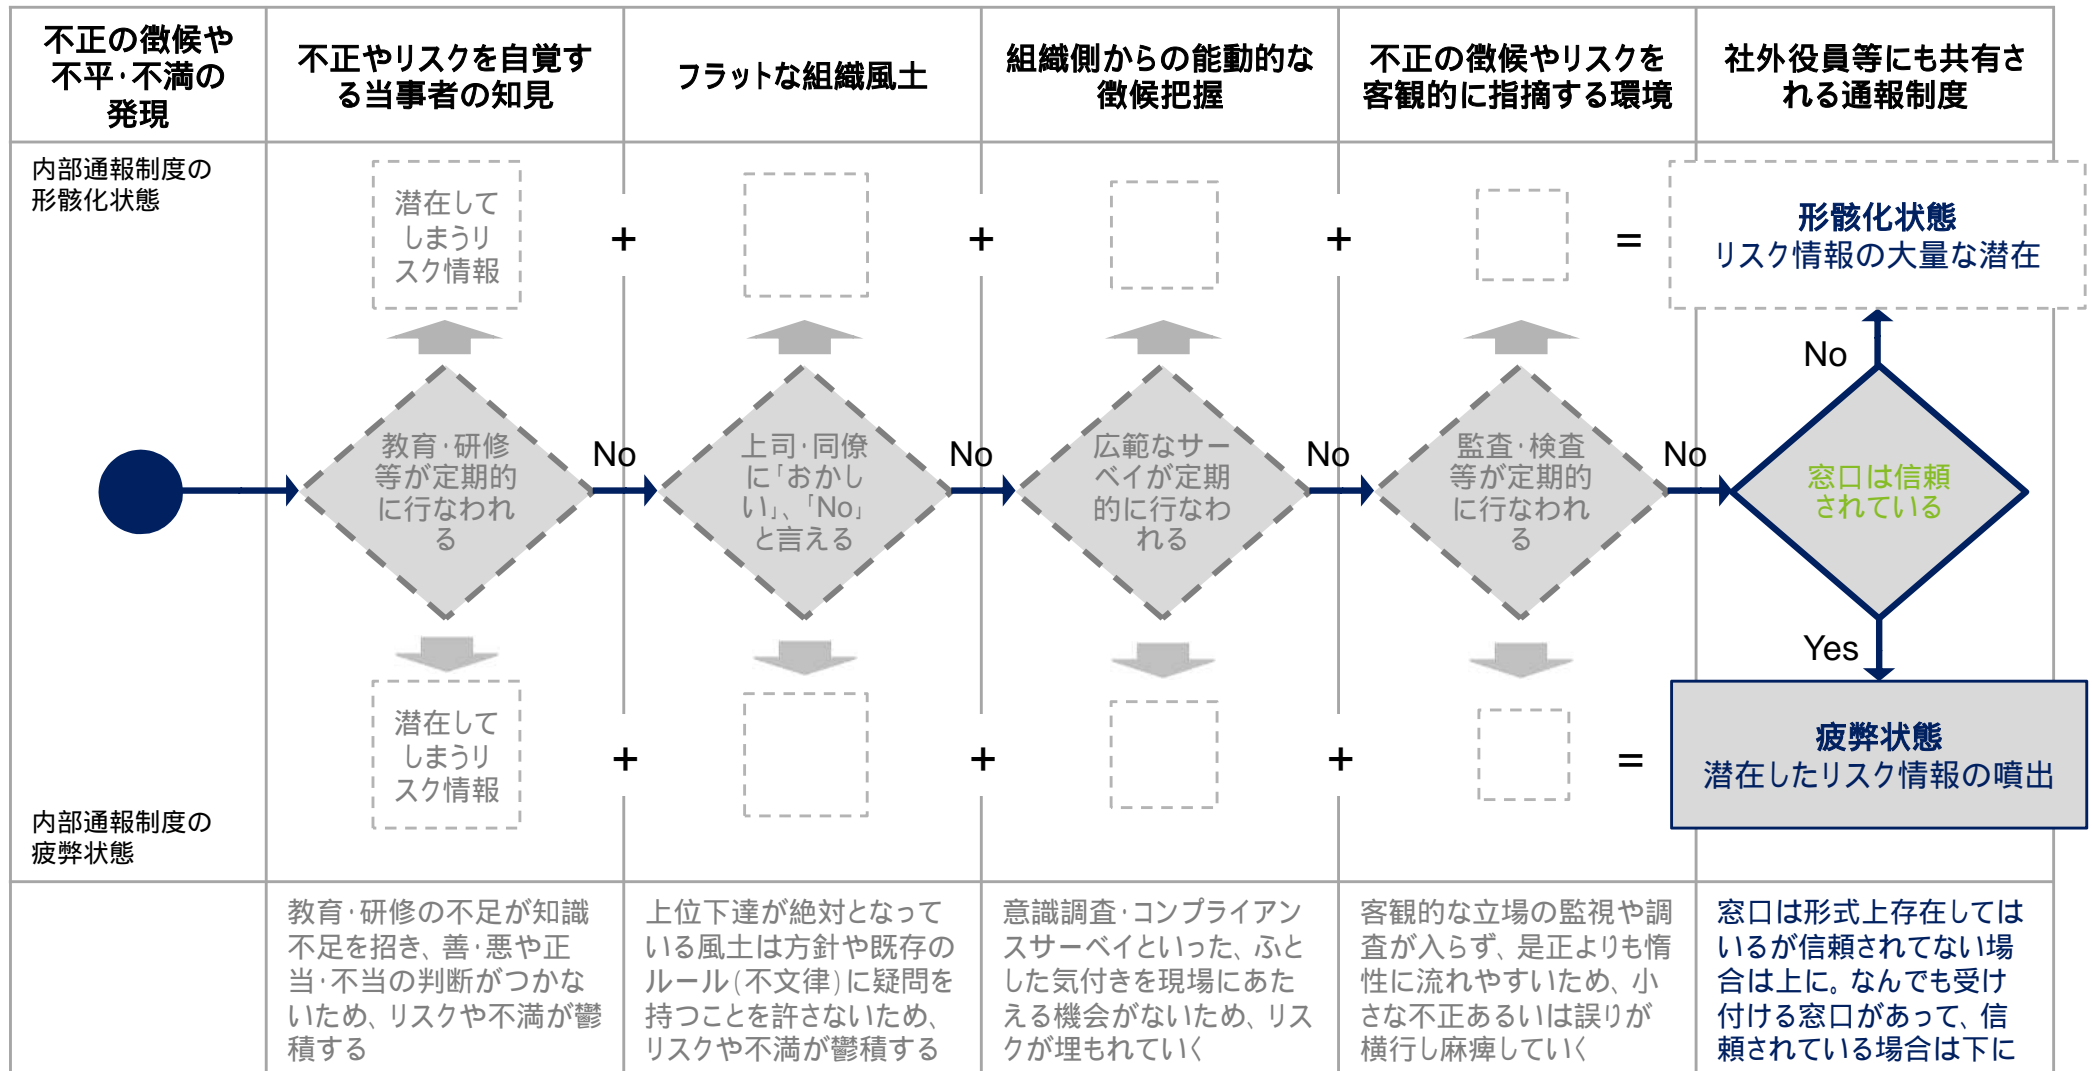 不正の徴候や
不平・不満の
発現
不正やリスクを自覚す
る当事者の知見
フラットな組織風土
組織側からの能動的な
徴候把握
不正の徴候やリスクを
客観的に指摘する環境
社外役員等にも共有さ
れる通報制度
内部通報制度の
形骸化状態
潜在して
しまうリ
スク情報
+
+
+
=
形骸化状態
リスク情報の大量な潜在
No
教育・研修
等が定期的
に行なわれ
る
No
上司・同僚
に「おかし
い」、「No」
と言える
No
広範なサー
ベイが定期
的に行なわ
れる
No
監査・検査
等が定期的
に行なわれ
る
No
窓口は信頼
されている
Yes
潜在して
しまうリ
スク情報
+
+
+
=
疲弊状態
潜在したリスク情報の噴出
内部通報制度の
疲弊状態
教育・研修の不足が知識
不足を招き、善・悪や正
当・不当の判断がつかな
いため、リスクや不満が鬱
積する
上位下達が絶対となって
いる風土は方針や既存の
ルール(不文律)に疑問を
持つことを許さないため、
リスクや不満が鬱積する
意識調査・コンプライアン
スサーベイといった、ふと
した気付きを現場にあた
える機会がないため、リス
クが埋もれていく
客観的な立場の監視や調
査が入らず、是正よりも惰
性に流れやすいため、小
さな不正あるいは誤りが
横行し麻痺していく
窓口は形式上存在しては
いるが信頼されてない場
合は上に。なんでも受け
付ける窓口があって、信
頼されている場合は下に